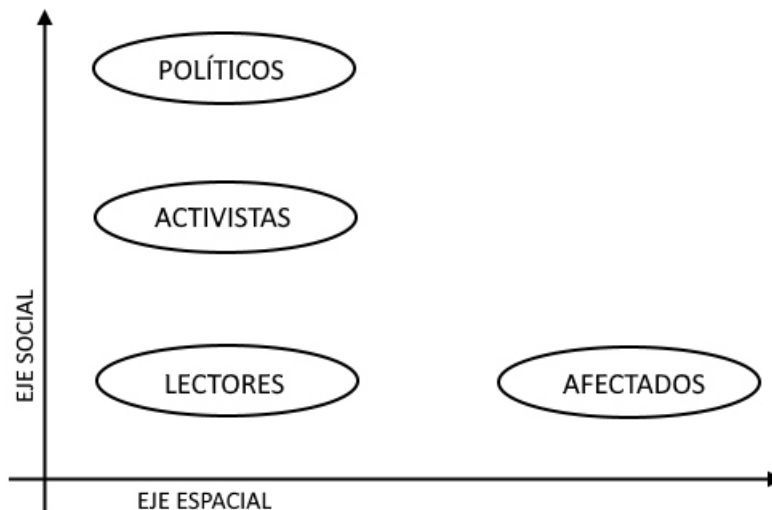 POLÍTICOS
ACTIVISTAS
EJE SOCIAL
LECTORES
AFECTADOS
EJE ESPACIAL